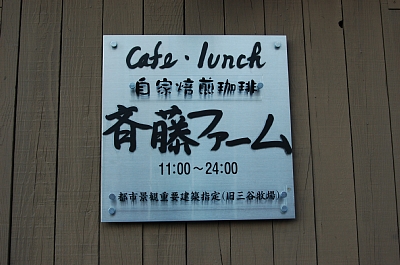 cafe・lunch
自家焙煎珈琲
斉藤ファーム
11:00〜24:00
都市景観重要建築指定(旧三谷牧場)